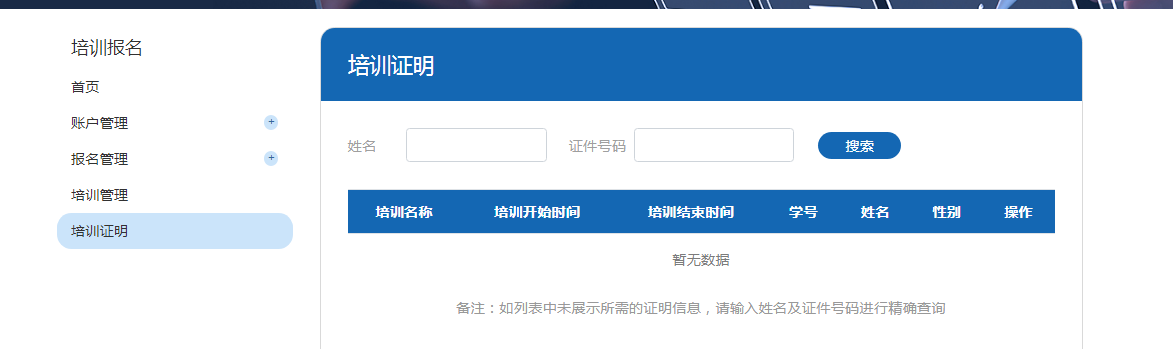 培训报名
首页
账户管理 +
报名管理 +
培训管理
培训证明
培训证明
姓名 证件号码 搜索
培训名称 培训开始时间 培训结束时间 学号 姓名 性别 操作
暂无数据
备注：如列表中未展示所需的证明信息，请输入姓名及证件号码进行精确查询